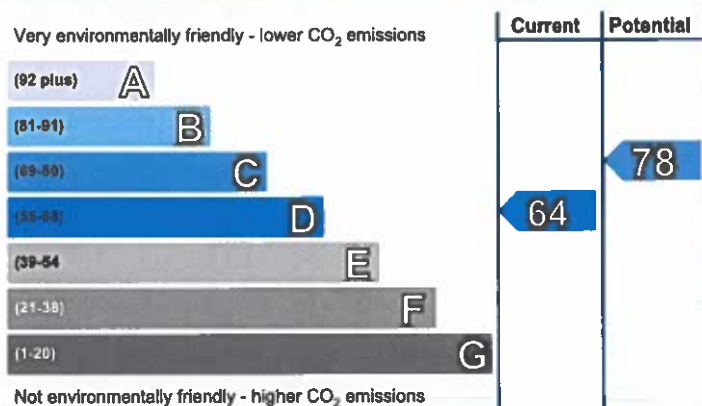 Very environmentally friendly - lower CO₂ emissions
Current
Potential
(92 plus) A
(81-91) B
(69-80) C
(55-68) D
(39-54 E
(21-38) F
(1-20) G
78
64
Not environmentally friendly - higher CO₂ emissions